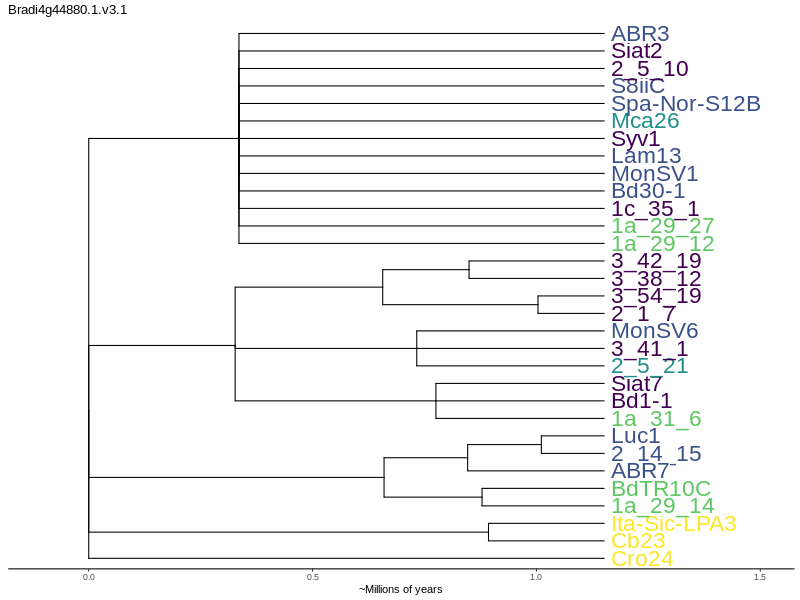 Bradi4g44880.1.v3.1
ABR3
Siat2
2_5_10
S8iiC
Spa-Nor-S12B
Mca26
Syv1
Lam13
MonSV1
Bd30-1
1c_35_1
1a_29_27
1a_29_12
3_42_19
3_38_12
3_54_19
2_1_7
MonSV6
3_41_1
2_5_21
Siat7
Bd1-1
1a_31_6
Luc1
2_14_15
ABR7
BdTR10C
1a_29_14
Ita-Sic-LPA3
Cb23
Cro24
0.0 0.5 1.0 1.5
~Millions of years